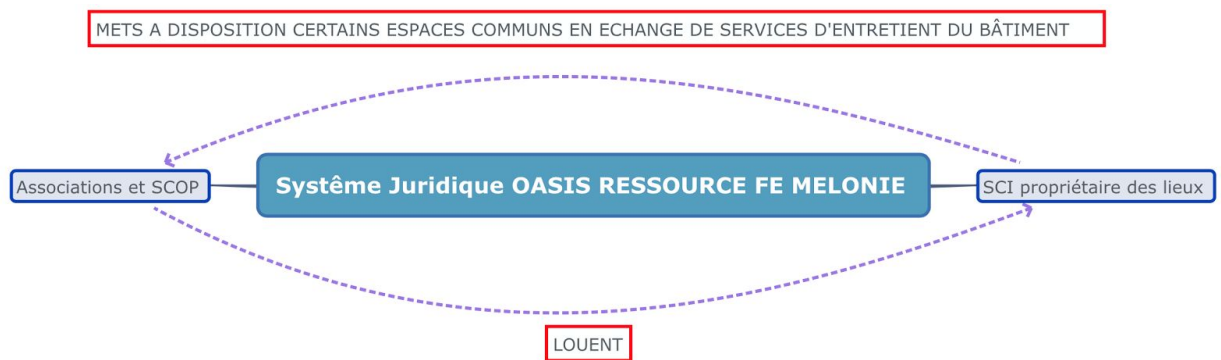 METS A DISPOSITION CERTAINS ESPACES COMMUNS EN ECHANGE DE SERVICES D'ENTRETIENT DU BÂTIMENT
Associations et SCOP
Systême Juridique OASIS RESSOURCE FE MELONIE
SCI propriétaire des lieux
LOUENT